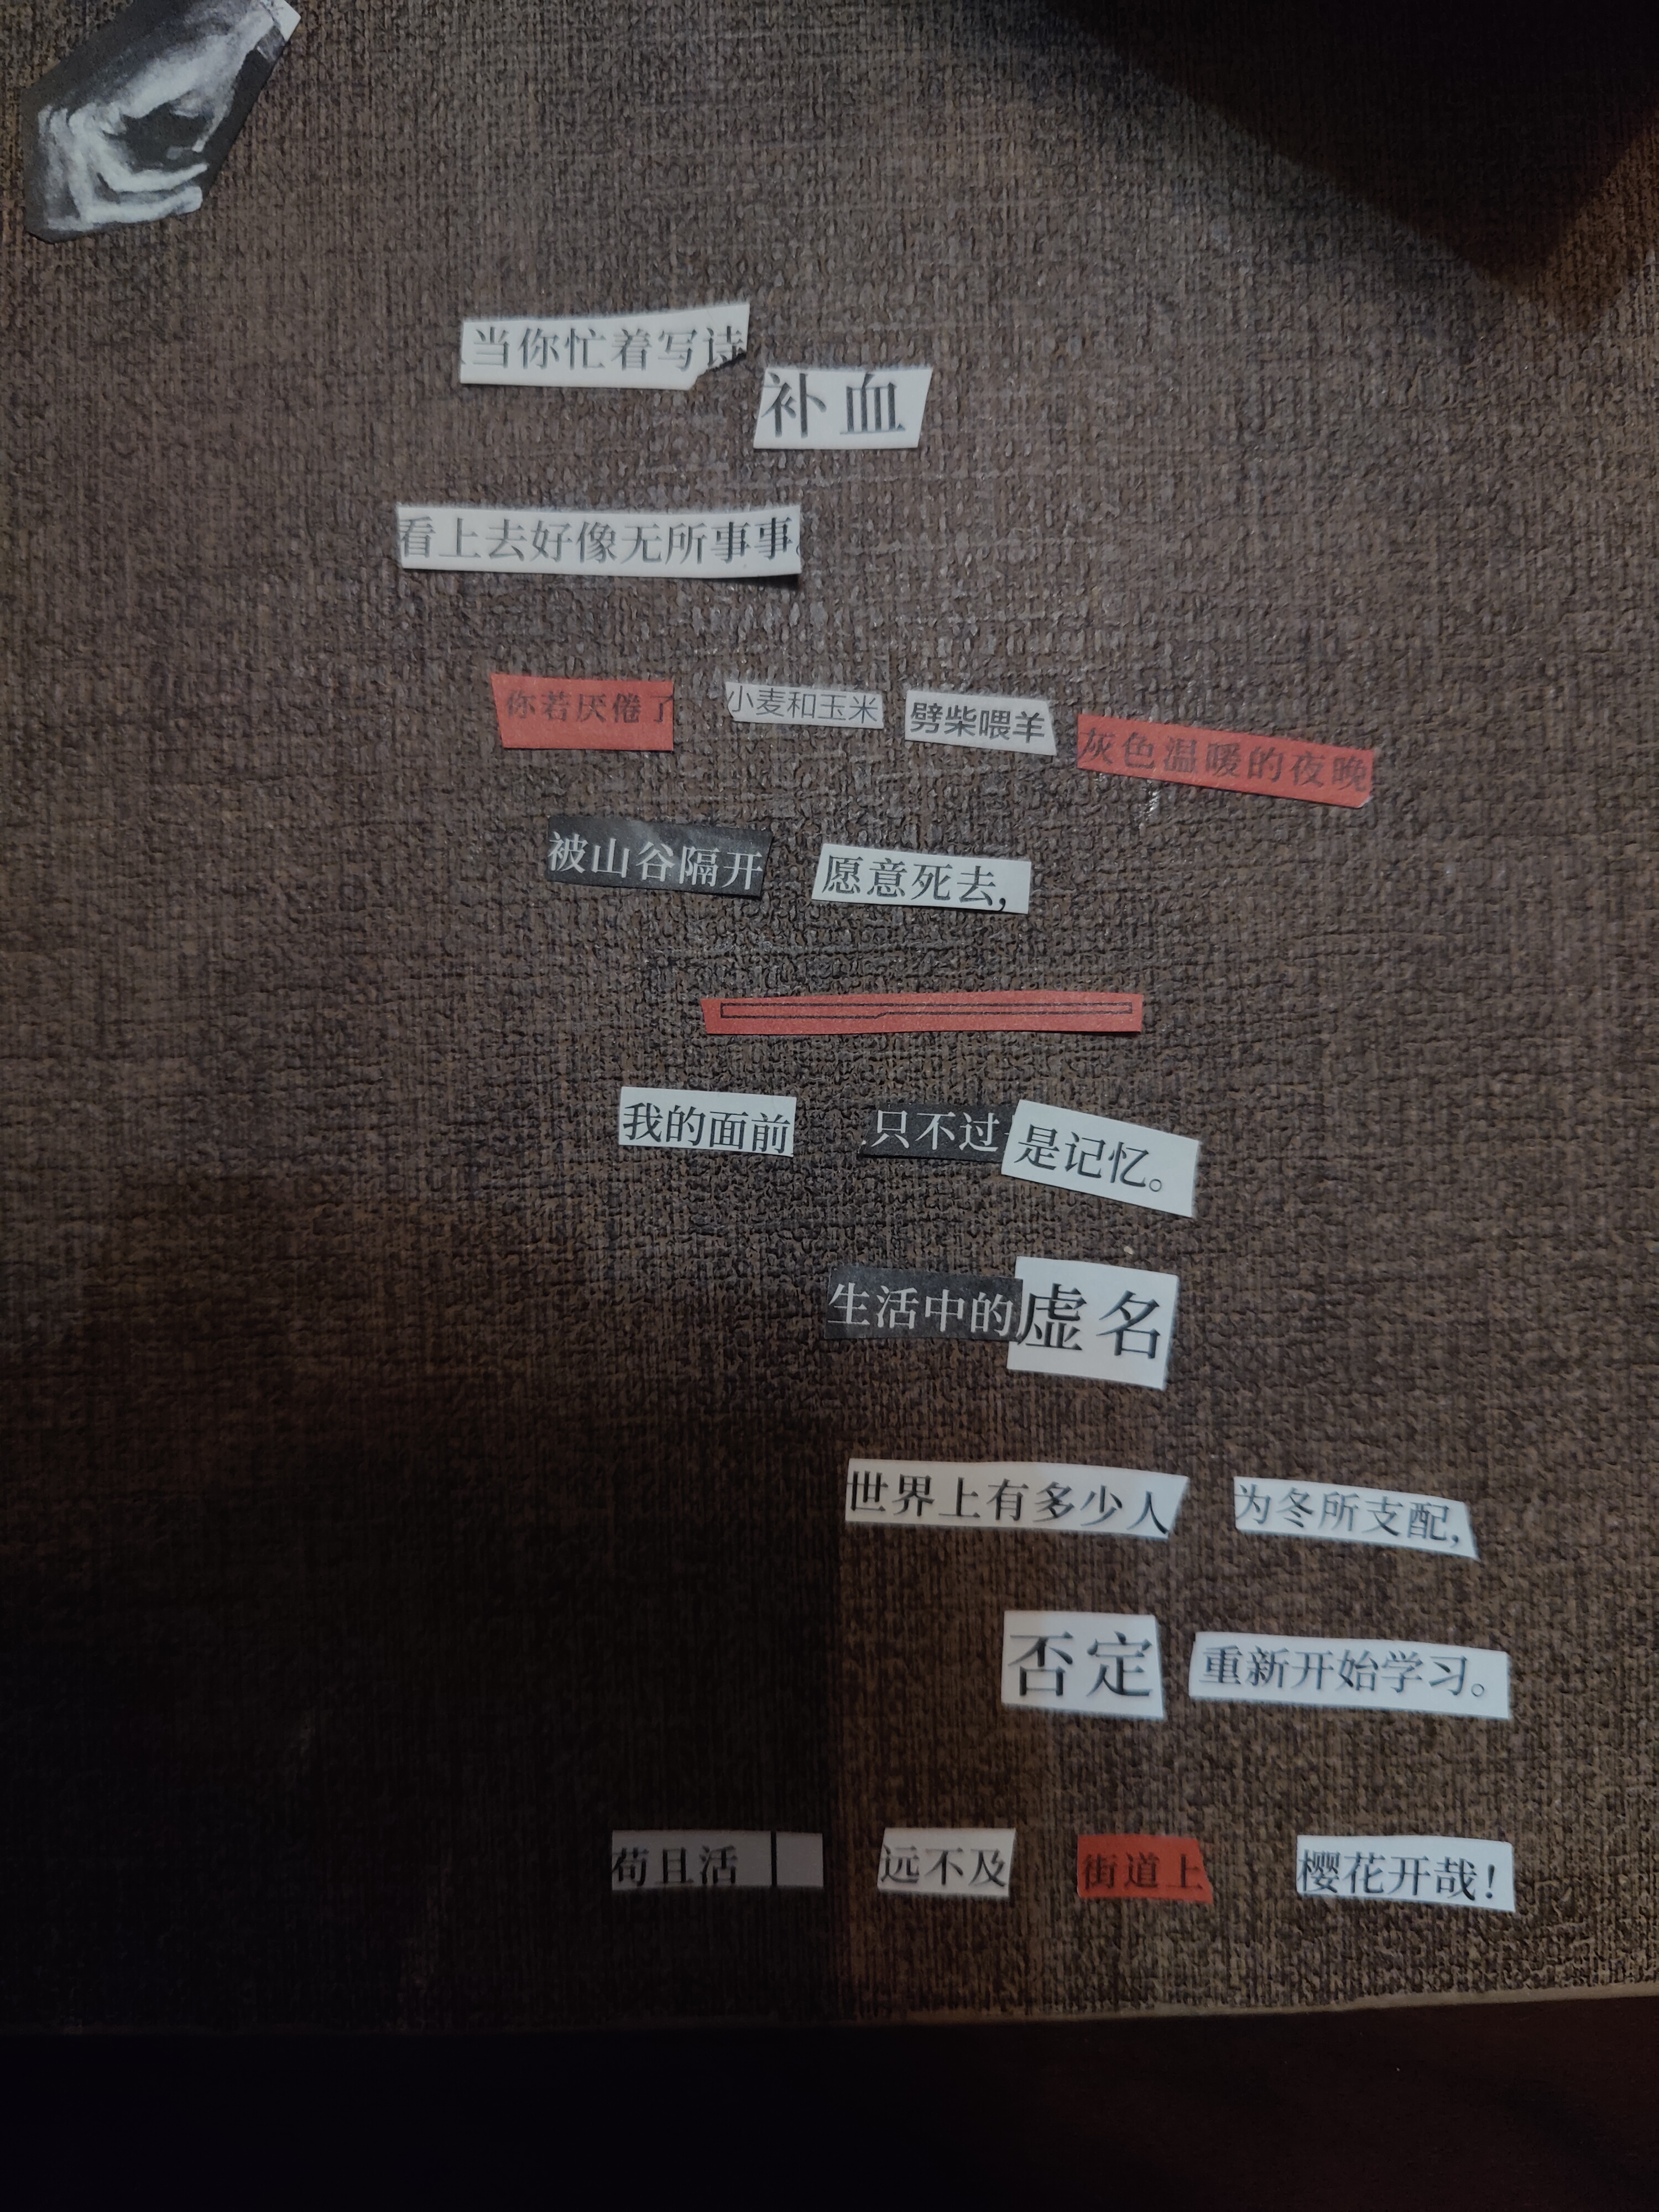 当你忙着写诗
补血
看上去好像无所事事
你若厌倦了 小麦和玉米 劈柴喂羊 灰色温暖的夜晚
被山谷隔开 愿意死去,
我的面前 只不过是记忆。
生活中的虚名
世界上有多少人 为冬所支配,
否定 重新开始学习。
苟且活 远不及 街道上 樱花开哉!